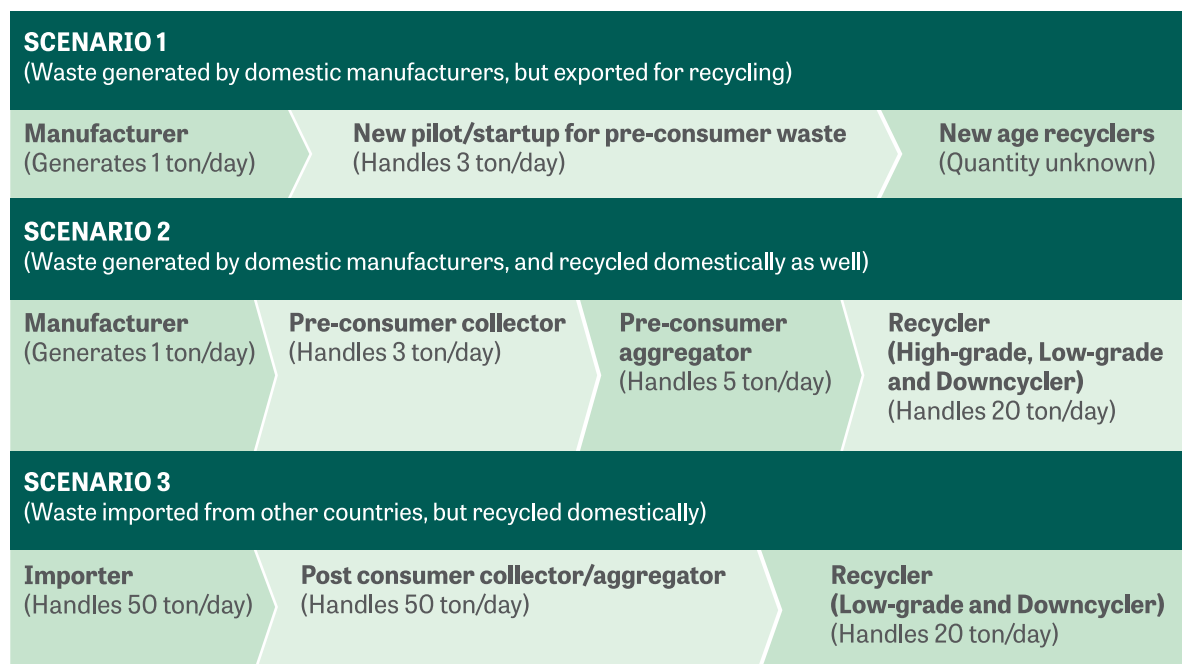 SCENARIO 1
(Waste generated by domestic manufacturers, but exported for recycling)
Manufacturer
(Generates 1 ton/day)
New pilot/startup for pre-consumer waste
(Handles 3 ton/day)
New age recyclers
(Quantity unknown)
SCENARIO 2
(Waste generated by domestic manufacturers, and recycled domestically as well)
Manufacturer
(Generates 1 ton/day)
Pre-consumer collector
(Handles 3 ton/day)
Pre-consumer
aggregator
(Handles 5 ton/day)
Recycler
(High-grade, Low-grade
and Downcycler)
(Handles 20 ton/day)
SCENARIO 3
(Waste imported from other countries, but recycled domestically)
Importer
(Handles 50 ton/day)
Post consumer collector/aggregator
(Handles 50 ton/day)
Recycler
(Low-grade and Downcycler)
(Handles 20 ton/day)